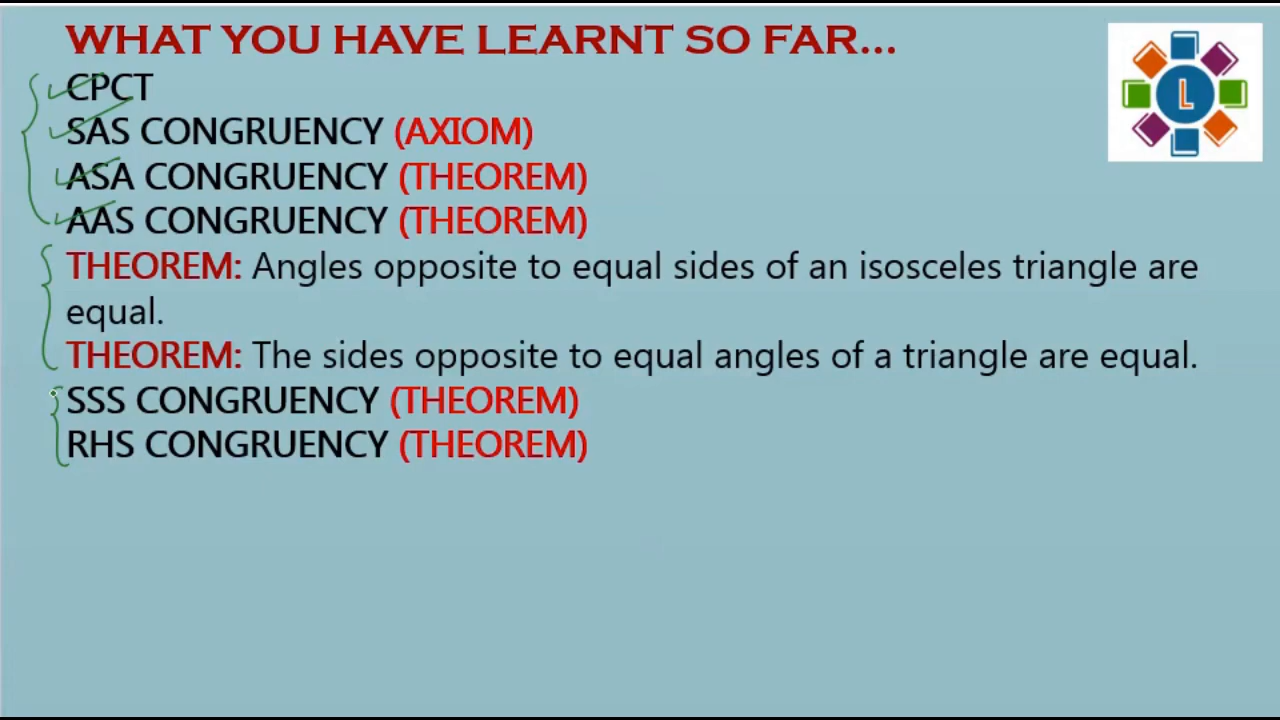 WHAT YOU HAVE LEARNT SO FAR...
CPCT
SAS CONGRUENCY (AXIOM)
ASA CONGRUENCY (THEOREM)
AAS CONGRUENCY (THEOREM)
THEOREM: Angles opposite to equal sides of an isosceles triangle are
equal.
THEOREM: The sides opposite to equal angles of a triangle are equal.
SSS CONGRUENCY (THEOREM)
RHS CONGRUENCY (THEOREM)
L